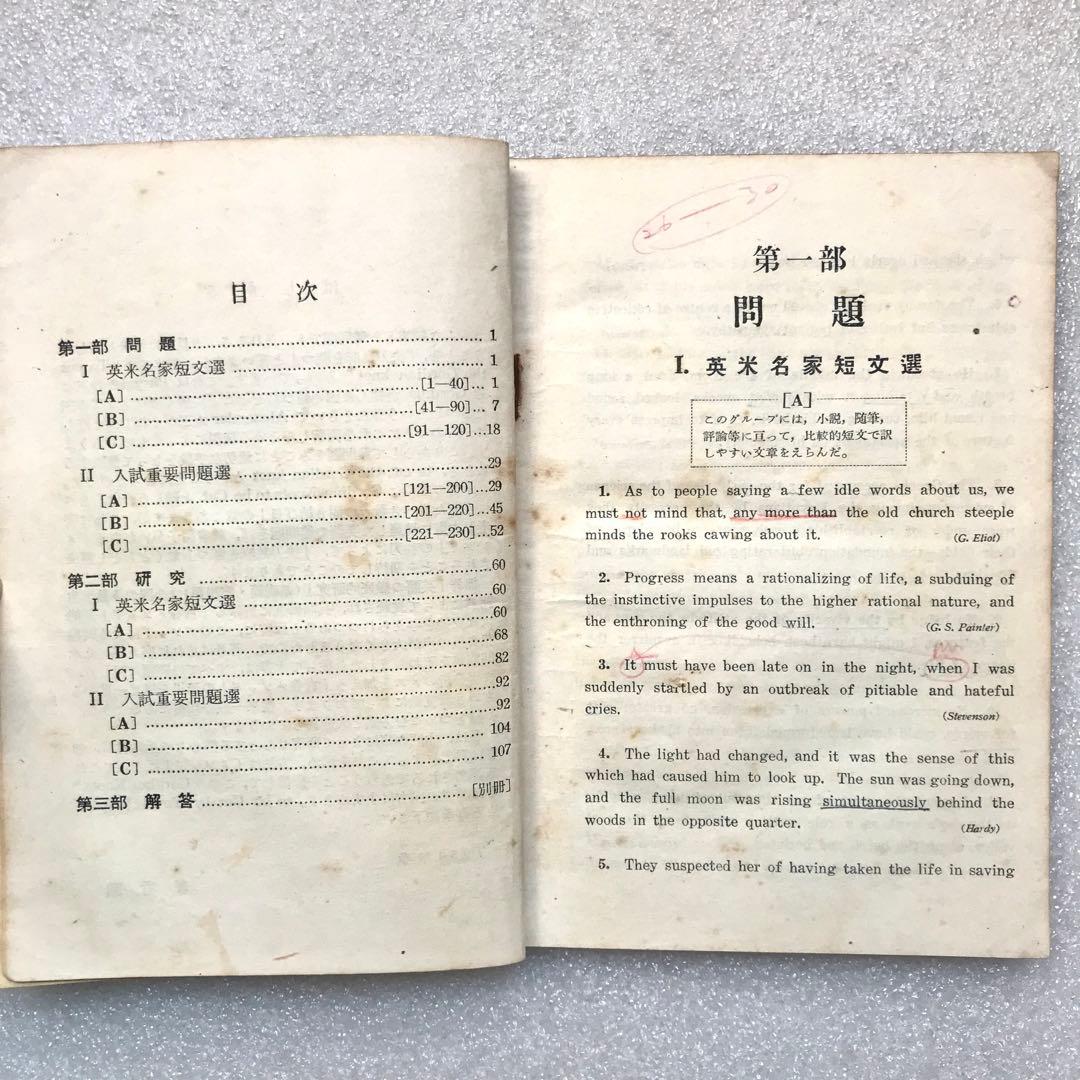 目 次
第一部 問 題 ........ 1
I 英米名家短文選 ........ 1
[A] ........ [1—40]... 1
[B] ........ [41—90]... 7
[C] ........ [91—120]...18
II 入試重要問題選 ........ 29
[A] ........ [121—200]...29
[B] ........ [201—220]...45
[C] ........ [221—230]...52
第二部 研 究 ........ 60
I 英米名家短文選 ........ 60
[A] ........ 60
[B] ........ 68
[C] ........ 82
II 入試重要問題選 ........ 92
[A] ........ 92
[B] ........ 104
[C] ........ 107
第三部 解 答 ........ [別冊]
26—30
第一部
問 題
I. 英米名家短文選
[A]
このグループには,小説,随筆,
評論等に亘って,比較的短文で訳
しやすい文章をえらんだ。
1. As to people saying a few idle words about us, we
must not mind that, any more than the old church steeple
minds the rooks cawing about it. (G. Eliot)
2. Progress means a rationalizing of life, a subduing of
the instinctive impulses to the higher rational nature, and
the enthroning of the good will. (G. S. Painter)
3. It must have been late on in the night, when I was
suddenly startled by an outbreak of pitiable and hateful
cries. (Stevenson)
4. The light had changed, and it was the sense of this
which had caused him to look up. The sun was going down,
and the full moon was rising simultaneously behind the
woods in the opposite quarter. (Hardy)
5. They suspected her of having taken the life in saving